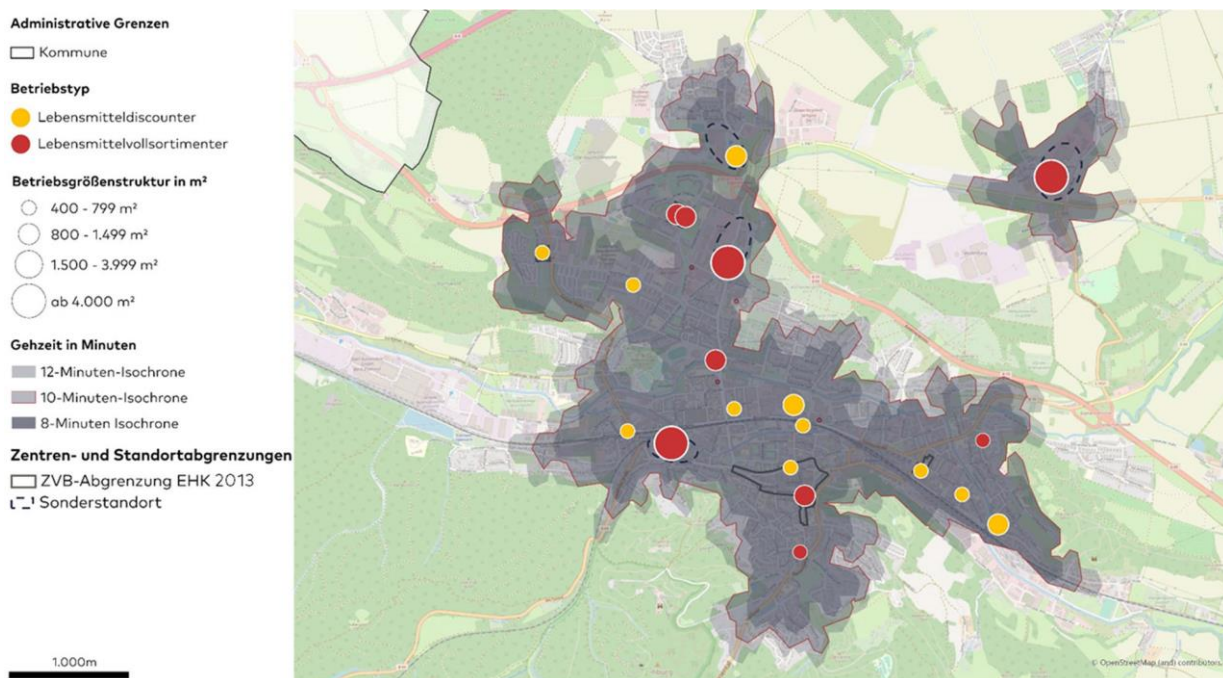 Administrative Grenzen
Kommune
Betriebstyp
Lebensmitteldiscounter
Lebensmittelvollsortimenter
Betriebsgrößenstruktur in m²
400 - 799 m²
800 - 1.499 m²
1.500 - 3.999 m²
ab 4.000 m²
Gehzeit in Minuten
12-Minuten-Isochrone
10-Minuten-Isochrone
8-Minuten Isochrone
Zentren- und Standortabgrenzungen
ZVB-Abgrenzung EHK 2013
Sonderstandort
1.000m
© OpenStreetMap (and) contributors,